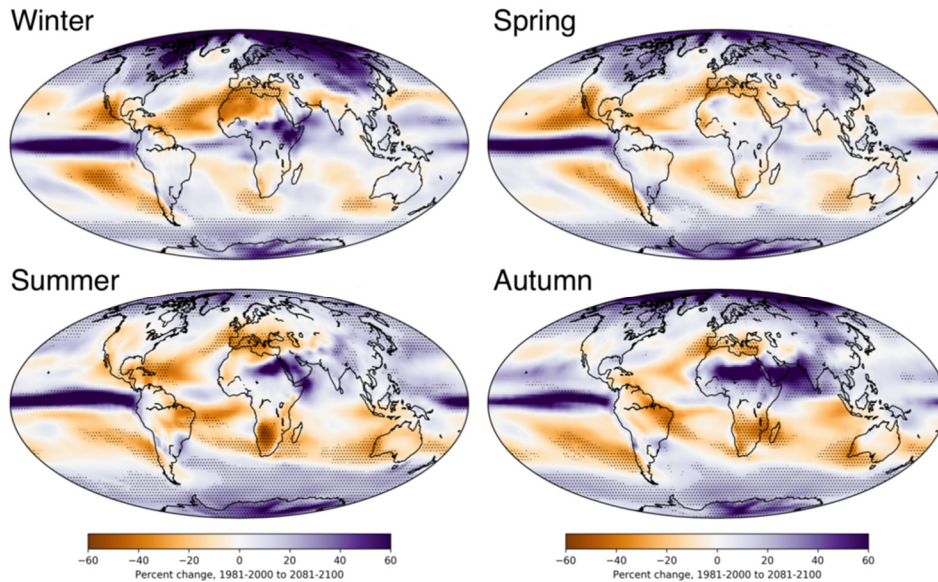 Winter
Spring
Summer
Autumn
−60 −40 −20 0 20 40 60
Percent change, 1981-2000 to 2081-2100
−60 −40 −20 0 20 40 60
Percent change, 1981-2000 to 2081-2100